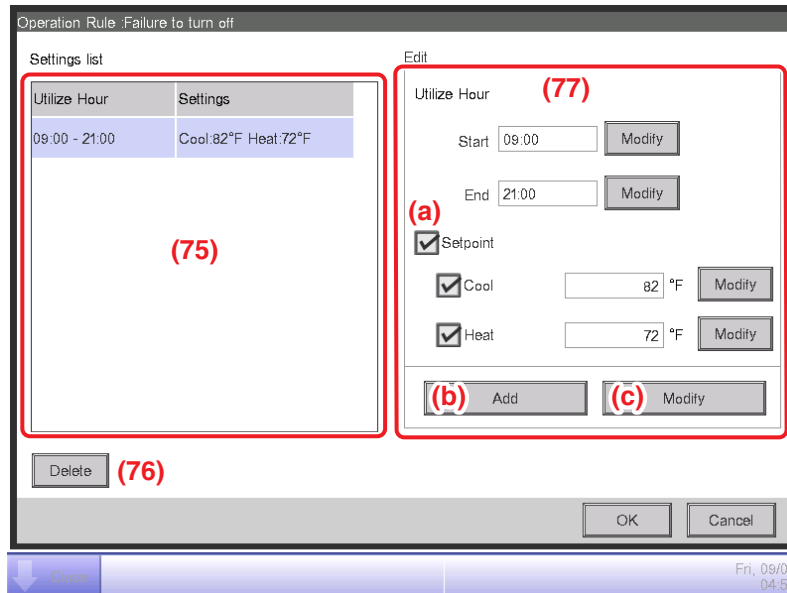 Operation Rule :Failure to turn off
Settings list
Utilize Hour Settings
09:00 - 21:00 Cool:82°F Heat:72°F
(75)
Delete (76)
Edit
Utilize Hour (77)
Start 09:00 Modify
End 21:00 Modify
(a)
Setpoint
Cool 82 °F Modify
Heat 72 °F Modify
(b) Add (c) Modify
OK Cancel
Fri, 09/0
04:5